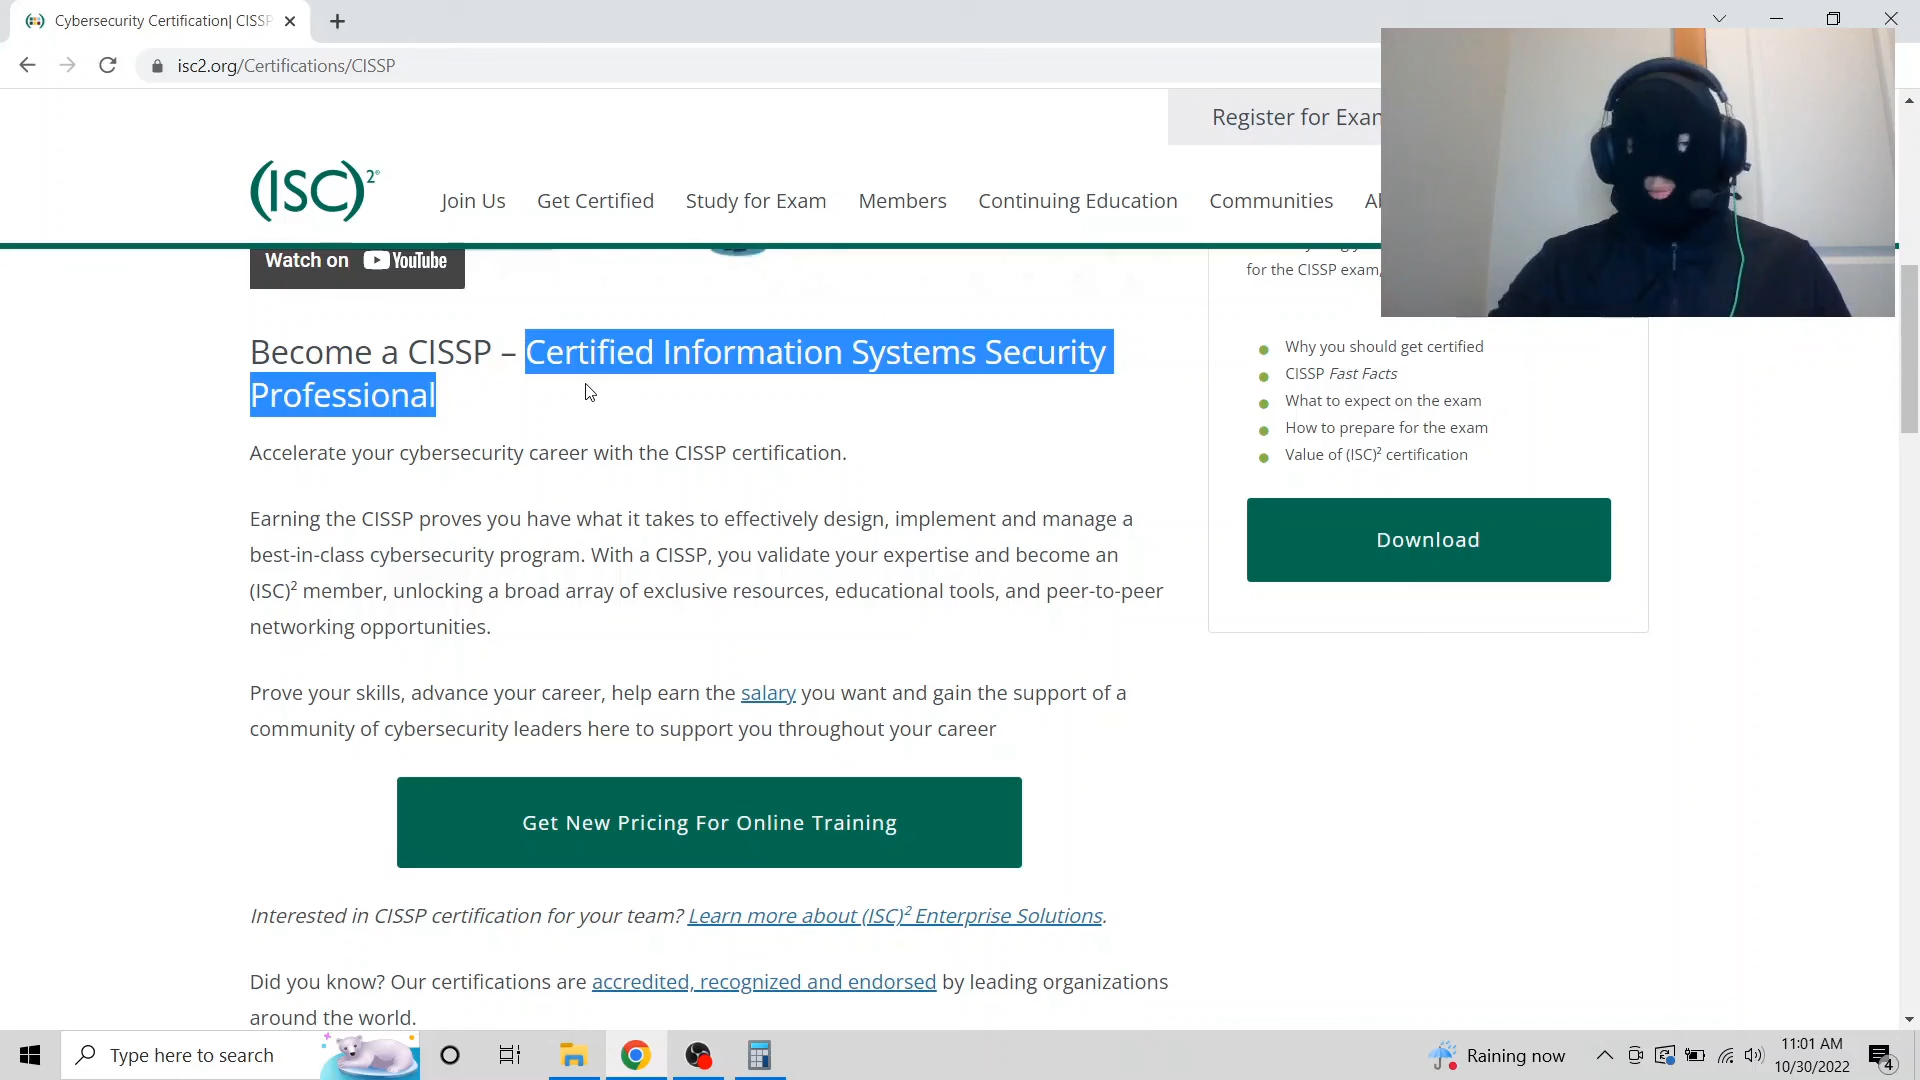 Cybersecurity Certification| CISSP
isc2.org/Certifications/CISSP
Register for Exam
(ISC)²®
Join Us
Get Certified
Study for Exam
Members
Continuing Education
Communities
for the CISSP exam,
Watch on YouTube
Become a CISSP – Certified Information Systems Security
Professional
Why you should get certified
CISSP Fast Facts
What to expect on the exam
How to prepare for the exam
Value of (ISC)² certification
Download
Accelerate your cybersecurity career with the CISSP certification.
Earning the CISSP proves you have what it takes to effectively design, implement and manage a
best-in-class cybersecurity program. With a CISSP, you validate your expertise and become an
(ISC)² member, unlocking a broad array of exclusive resources, educational tools, and peer-to-peer
networking opportunities.
Prove your skills, advance your career, help earn the salary you want and gain the support of a
community of cybersecurity leaders here to support you throughout your career
Get New Pricing For Online Training
Interested in CISSP certification for your team? Learn more about (ISC)² Enterprise Solutions.
Did you know? Our certifications are accredited, recognized and endorsed by leading organizations
around the world.
Type here to search
Raining now
11:01 AM
10/30/2022
4